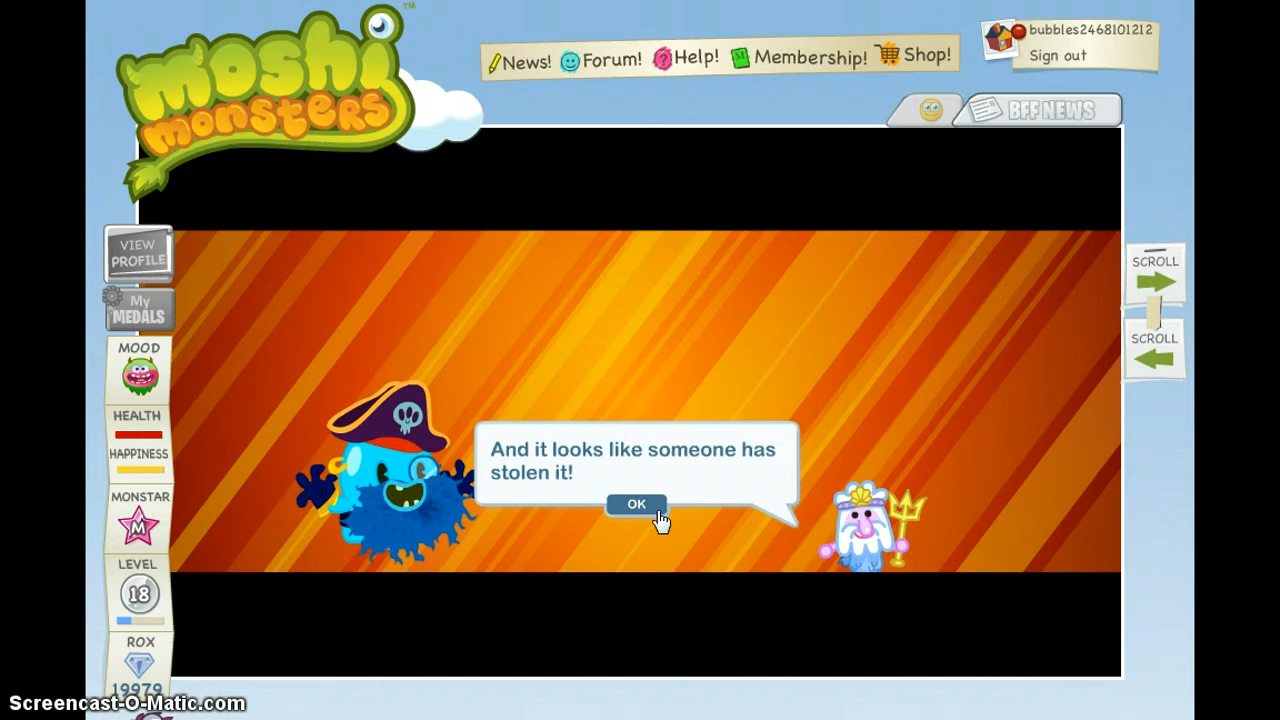 moshi
monsters
TM
News! Forum! Help! Membership! Shop!
bubbles2468101212
Sign out
BFF NEWS
VIEW
PROFILE
My
MEDALS
MOOD
HEALTH
HAPPINESS
MONSTAR
M
LEVEL
18
ROX
19979
SCROLL
SCROLL
And it looks like someone has
stolen it!
OK
Screencast-O-Matic.com